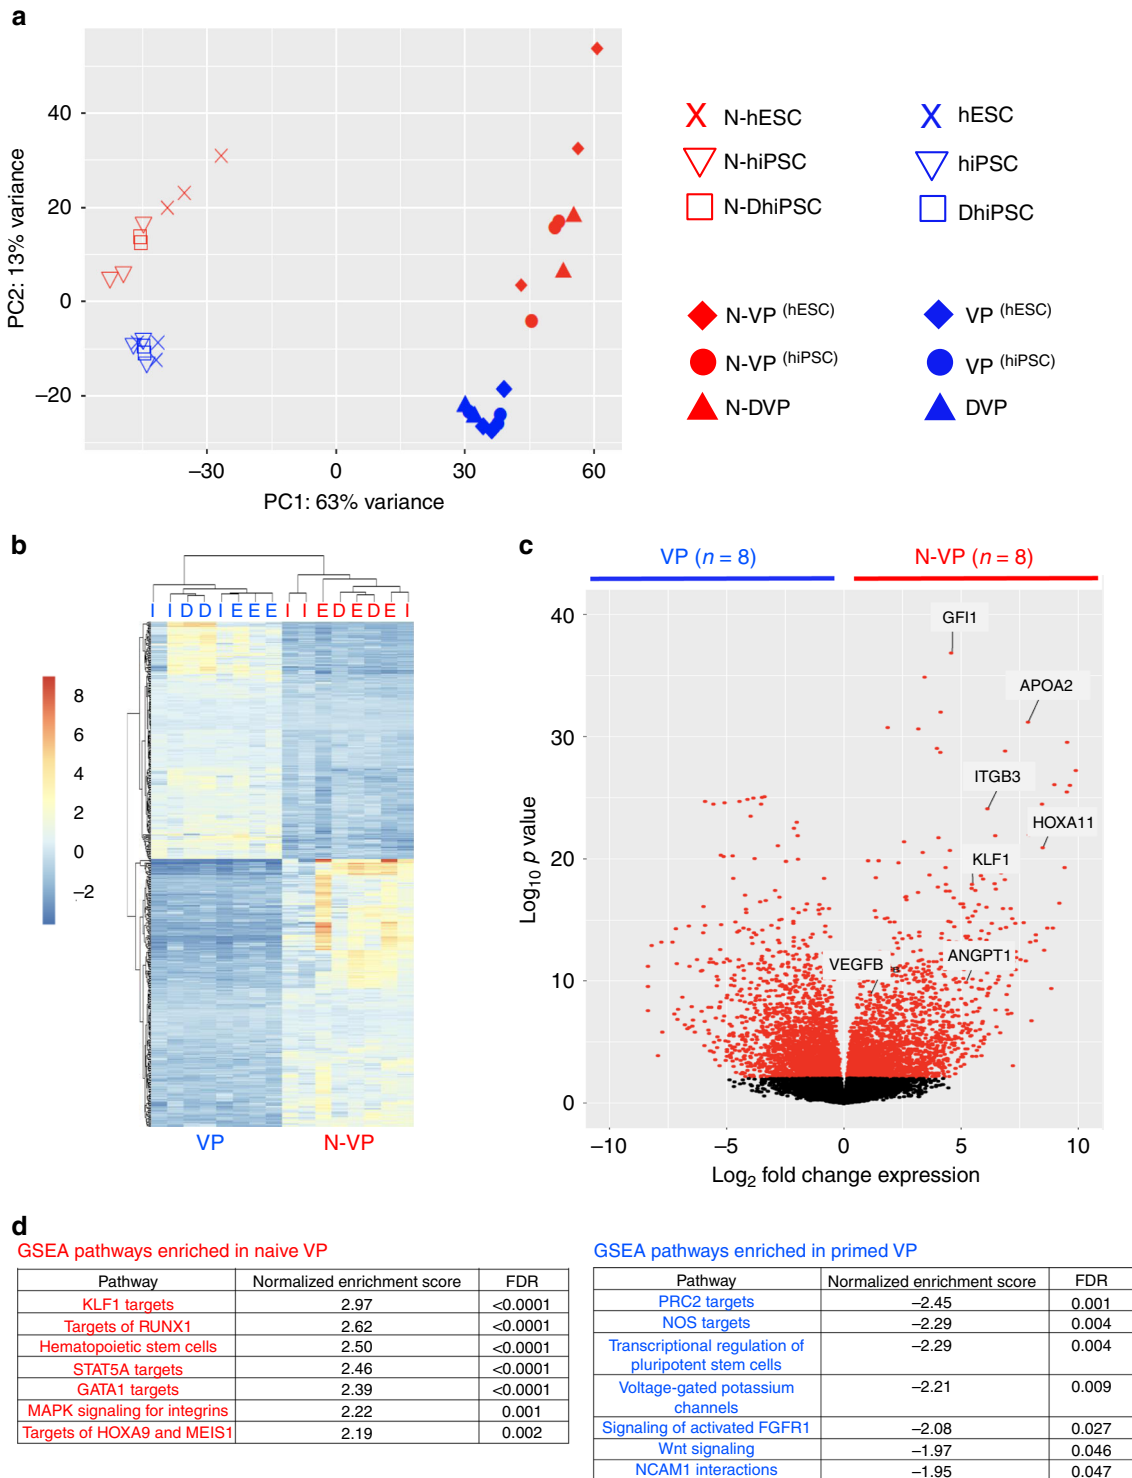 a
PC2: 13% variance
40
20
0
−20
−30
0
30
60
PC1: 63% variance
N-hESC
hESC
N-hiPSC
hiPSC
N-DhiPSC
DhiPSC
N-VP (hESC)
VP (hESC)
N-VP (hiPSC)
VP (hiPSC)
N-DVP
DVP
b
I I D D I E E E I I E D E D E I
8
6
4
2
0
−2
VP
N-VP
c
VP (n = 8)
N-VP (n = 8)
Log10 p value
40
30
20
10
0
GFI1
APOA2
ITGB3
HOXA11
KLF1
VEGFB
ANGPT1
−10
−5
0
5
10
Log2 fold change expression
d
GSEA pathways enriched in naive VP
Pathway Normalized enrichment score FDR
KLF1 targets 2.97 <0.0001
Targets of RUNX1 2.62 <0.0001
Hematopoietic stem cells 2.50 <0.0001
STAT5A targets 2.46 <0.0001
GATA1 targets 2.39 <0.0001
MAPK signaling for integrins 2.22 0.001
Targets of HOXA9 and MEIS1 2.19 0.002
GSEA pathways enriched in primed VP
Pathway Normalized enrichment score FDR
PRC2 targets −2.45 0.001
NOS targets −2.29 0.004
Transcriptional regulation of −2.29 0.004
pluripotent stem cells
Voltage-gated potassium −2.21 0.009
channels
Signaling of activated FGFR1 −2.08 0.027
Wnt signaling −1.97 0.046
NCAM1 interactions −1.95 0.047